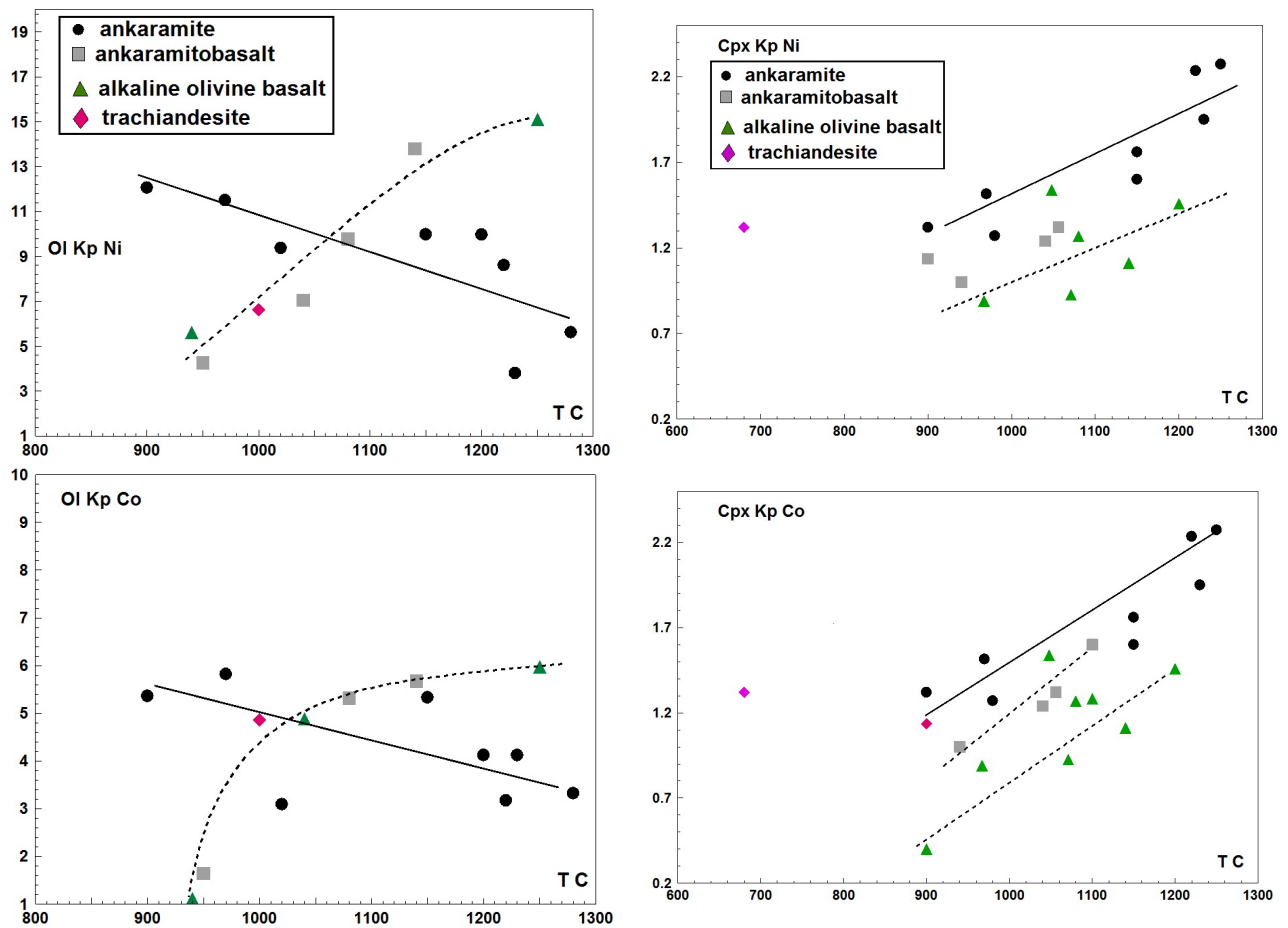 19
17
15
13
11
9
7
5
3
1
ankaramite
ankaramitobasalt
alkaline olivine basalt
trachiandesite
Ol Kp Ni
T C
800 900 1000 1100 1200 1300
Cpx Kp Ni
ankaramite
ankaramitobasalt
alkaline olivine basalt
trachiandesite
2.2
1.7
1.2
0.7
0.2
T C
600 700 800 900 1000 1100 1200 1300
10
9
8
7
6
5
4
3
2
1
Ol Kp Co
T C
800 900 1000 1100 1200 1300
Cpx Kp Co
2.2
1.7
1.2
0.7
0.2
T C
600 700 800 900 1000 1100 1200 1300